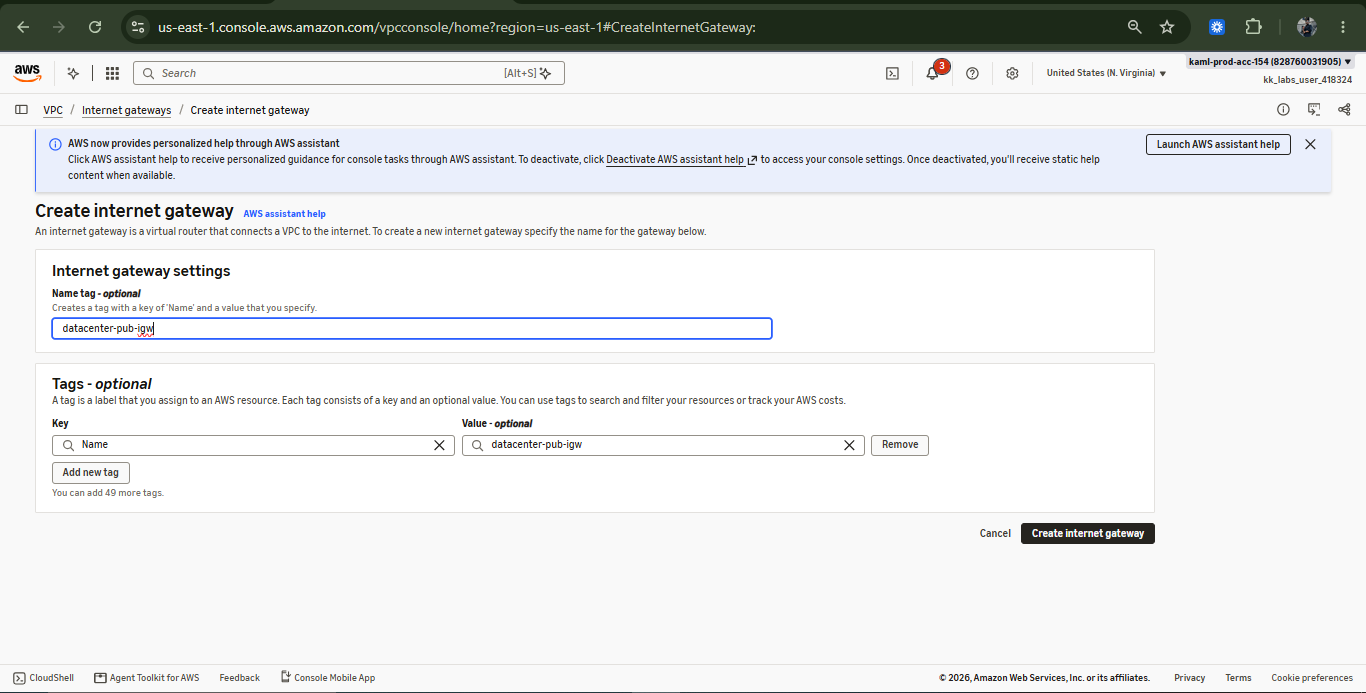 us-east-1.console.aws.amazon.com/vpcconsole/home?region=us-east-1#CreateInternetGateway:
aws
Search [Alt+S]
3
United States (N. Virginia)
kaml-prod-acc-154 (828760031905)
kk_labs_user_418324
VPC / Internet gateways / Create internet gateway
AWS now provides personalized help through AWS assistant
Click AWS assistant help to receive personalized guidance for console tasks through AWS assistant. To deactivate, click Deactivate AWS assistant help to access your console settings. Once deactivated, you'll receive static help
content when available.
Launch AWS assistant help
Create internet gateway AWS assistant help
An internet gateway is a virtual router that connects a VPC to the internet. To create a new internet gateway specify the name for the gateway below.
Internet gateway settings
Name tag - optional
Creates a tag with a key of 'Name' and a value that you specify.
datacenter-pub-igw
Tags - optional
A tag is a label that you assign to an AWS resource. Each tag consists of a key and an optional value. You can use tags to search and filter your resources or track your AWS costs.
Key Value - optional
Name datacenter-pub-igw Remove
Add new tag
You can add 49 more tags.
Cancel Create internet gateway
CloudShell Agent Toolkit for AWS Feedback Console Mobile App © 2026, Amazon Web Services, Inc. or its affiliates. Privacy Terms Cookie preferences